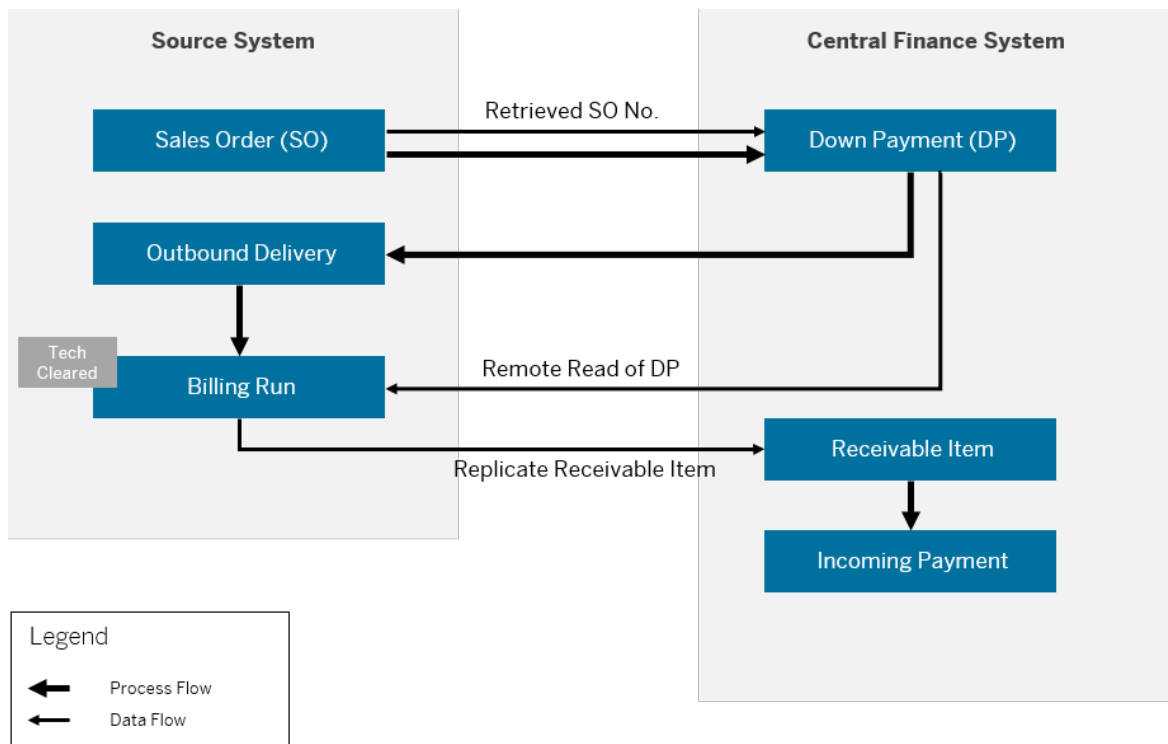 Source System
Central Finance System
Retrieved SO No.
Sales Order (SO)
Down Payment (DP)
Outbound Delivery
Tech
Cleared
Remote Read of DP
Billing Run
Receivable Item
Replicate Receivable Item
Incoming Payment
Legend
Process Flow
Data Flow